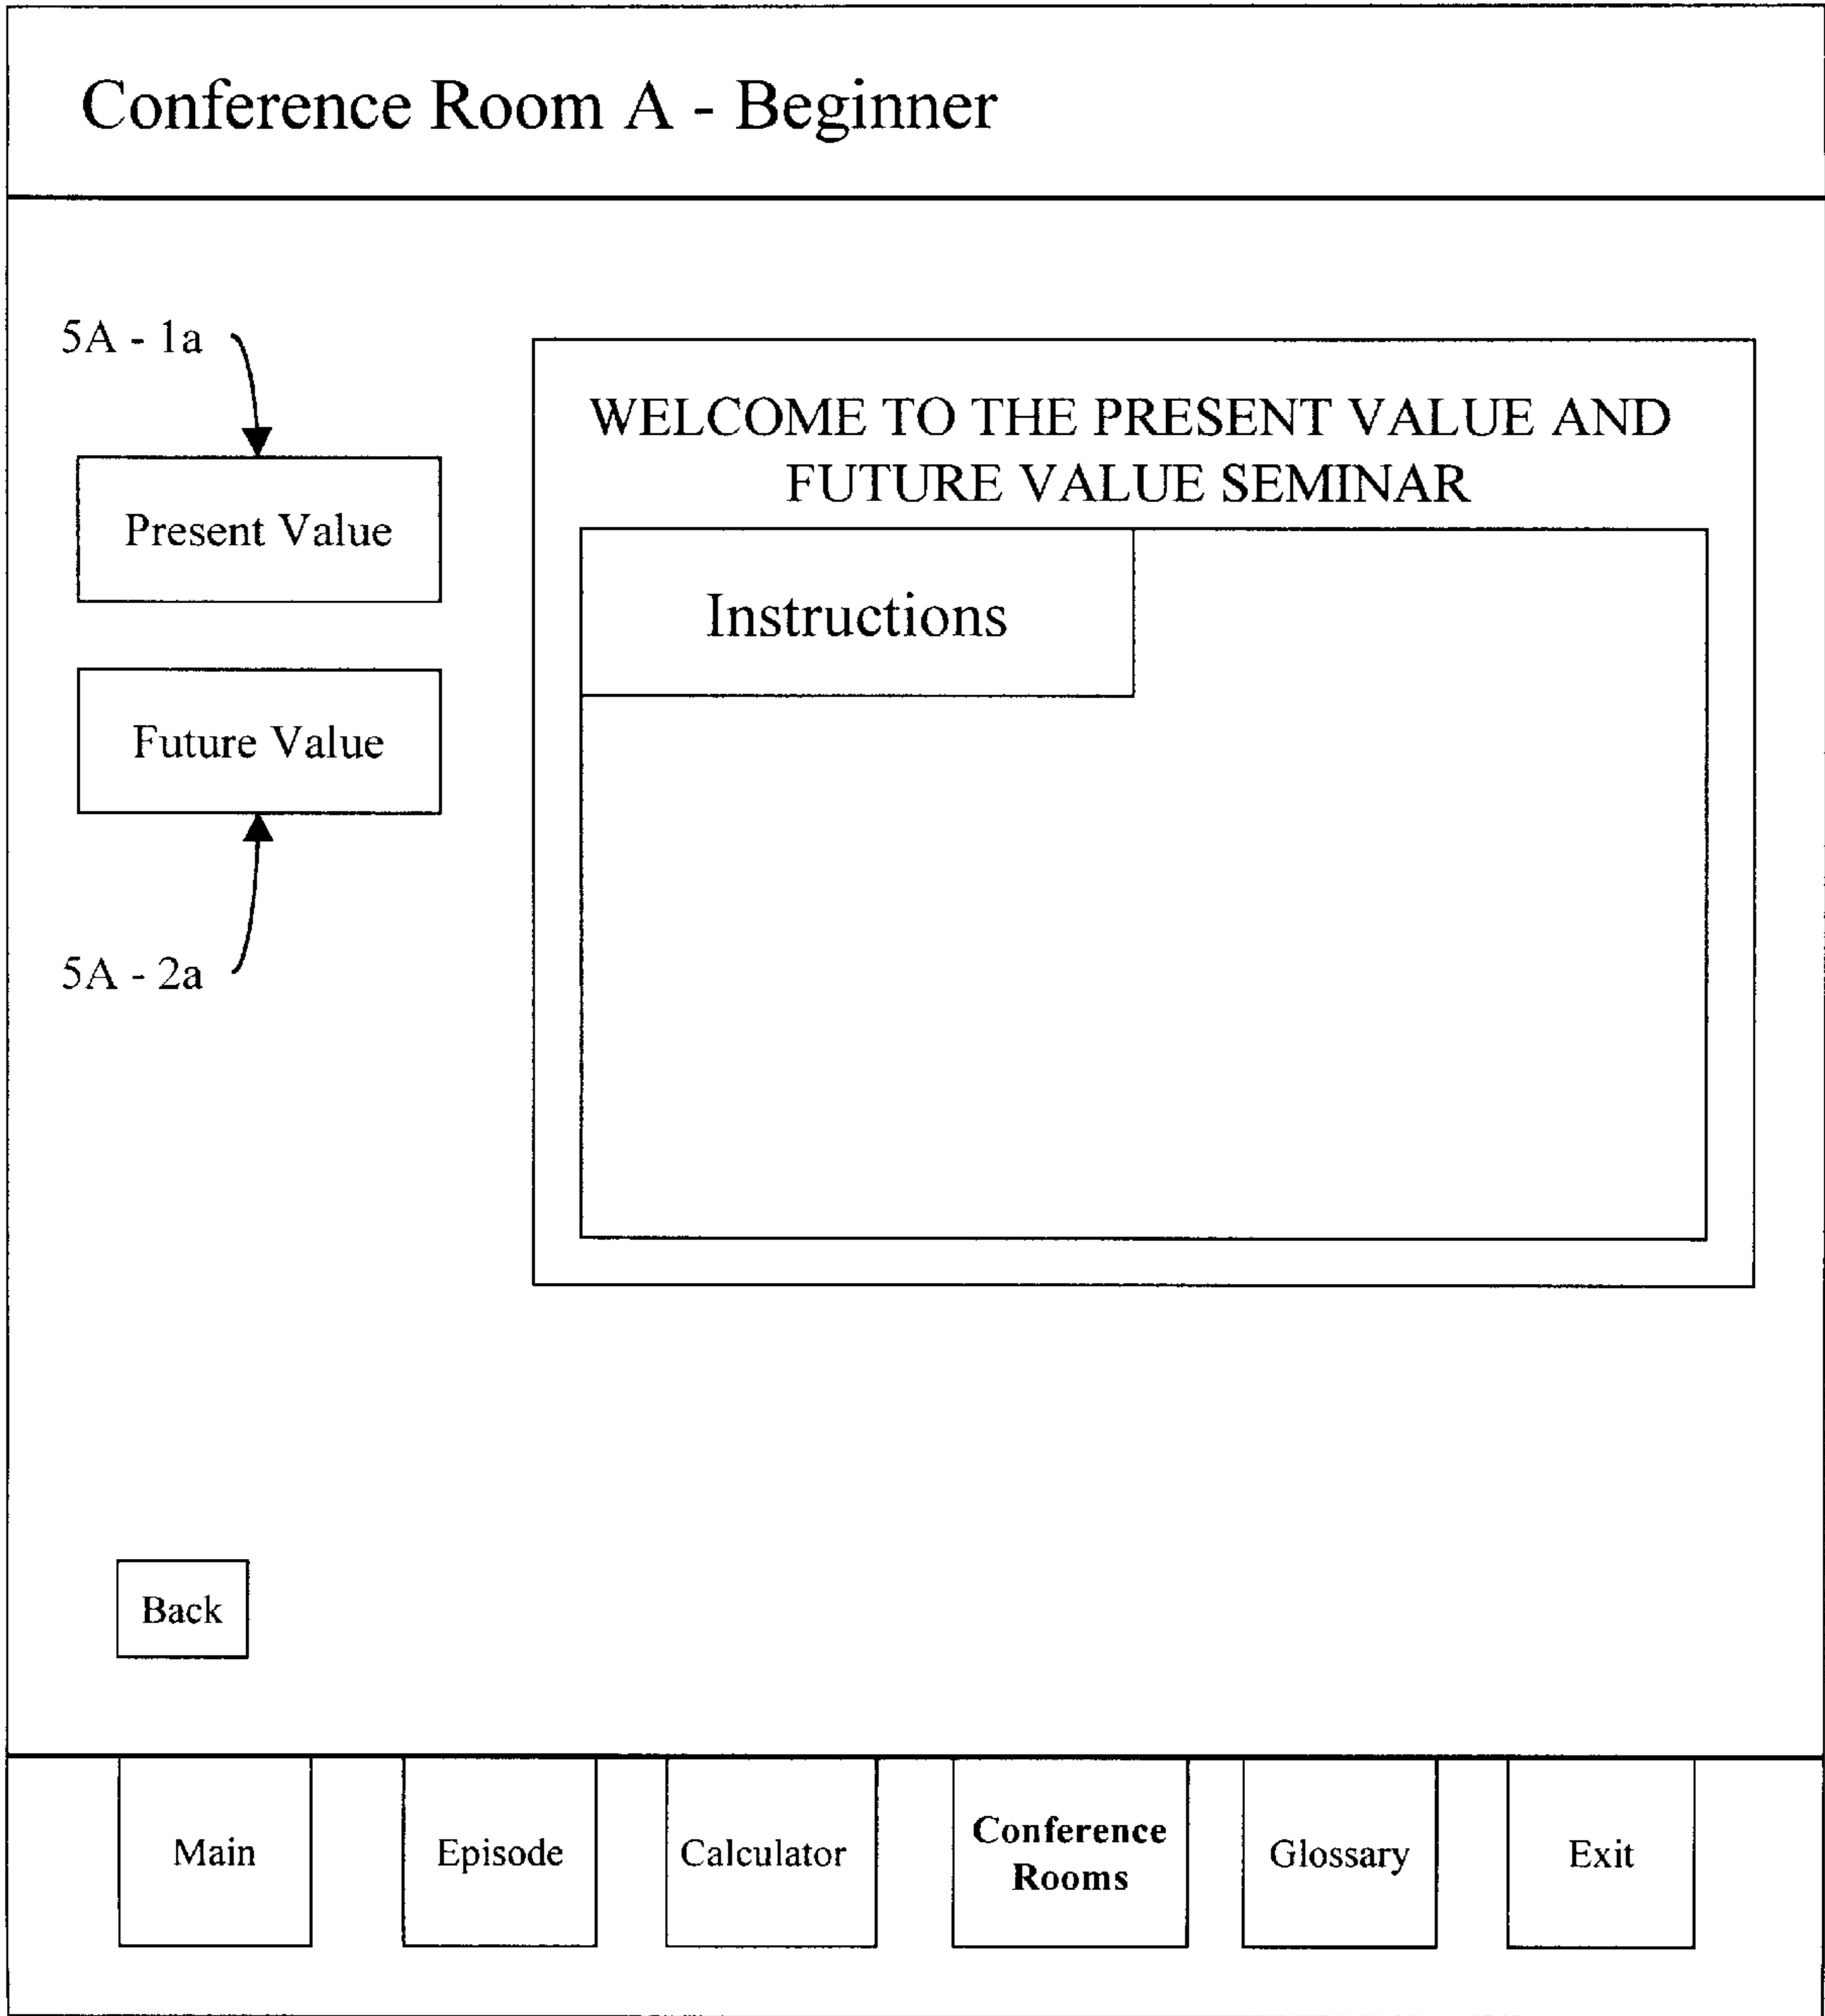 Conference Room A - Beginner
5A - 1a
Present Value
Future Value
5A - 2a
WELCOME TO THE PRESENT VALUE AND
FUTURE VALUE SEMINAR
Instructions
Back
Main
Episode
Calculator
Conference
Rooms
Glossary
Exit